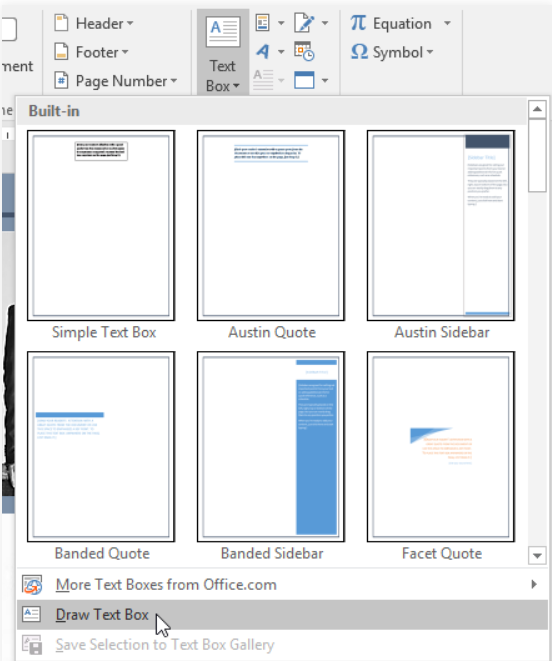 Header
Footer
Page Number
Text
Box
Equation
Symbol
ment
Built-in
Simple Text Box
Austin Quote
Austin Sidebar
Banded Quote
Banded Sidebar
Facet Quote
More Text Boxes from Office.com
Draw Text Box
Save Selection to Text Box Gallery